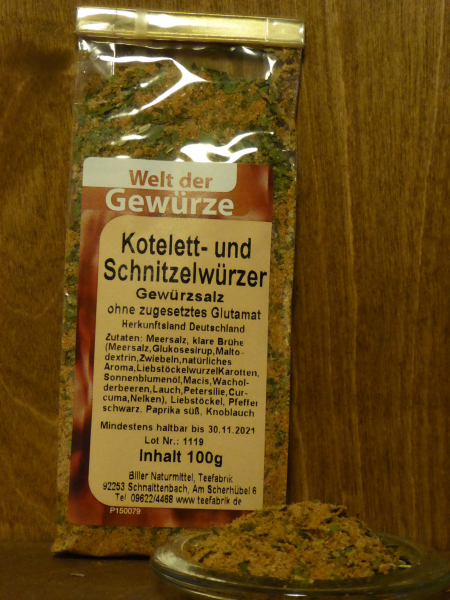 Welt der
Gewürze
Kotelett- und
Schnitzelwürzer
Gewürzsalz
ohne zugesetztes Glutamat
Herkunftsland Deutschland
Zutaten: Meersalz, klare Brühe
(Meersalz,Glukosesirup,Malto-
dextrin,Zwiebeln,natürliches
Aroma,LiebstöckelwurzelKarotten,
Sonnenblumenöl,Macis,Wachol-
derbeeren,Lauch,Petersilie,Cur-
cuma,Nelken), Liebstöckel, Pfeffer
schwarz. Paprika süß, Knoblauch
Mindestens haltbar bis 30.11.2021
Lot Nr.: 1119
Inhalt 100g
Biller Naturmittel, Teefabrik
92253 Schnaittenbach, Am Scherhübel 6
Tel 09622/4468 www teefabrik de
P150079